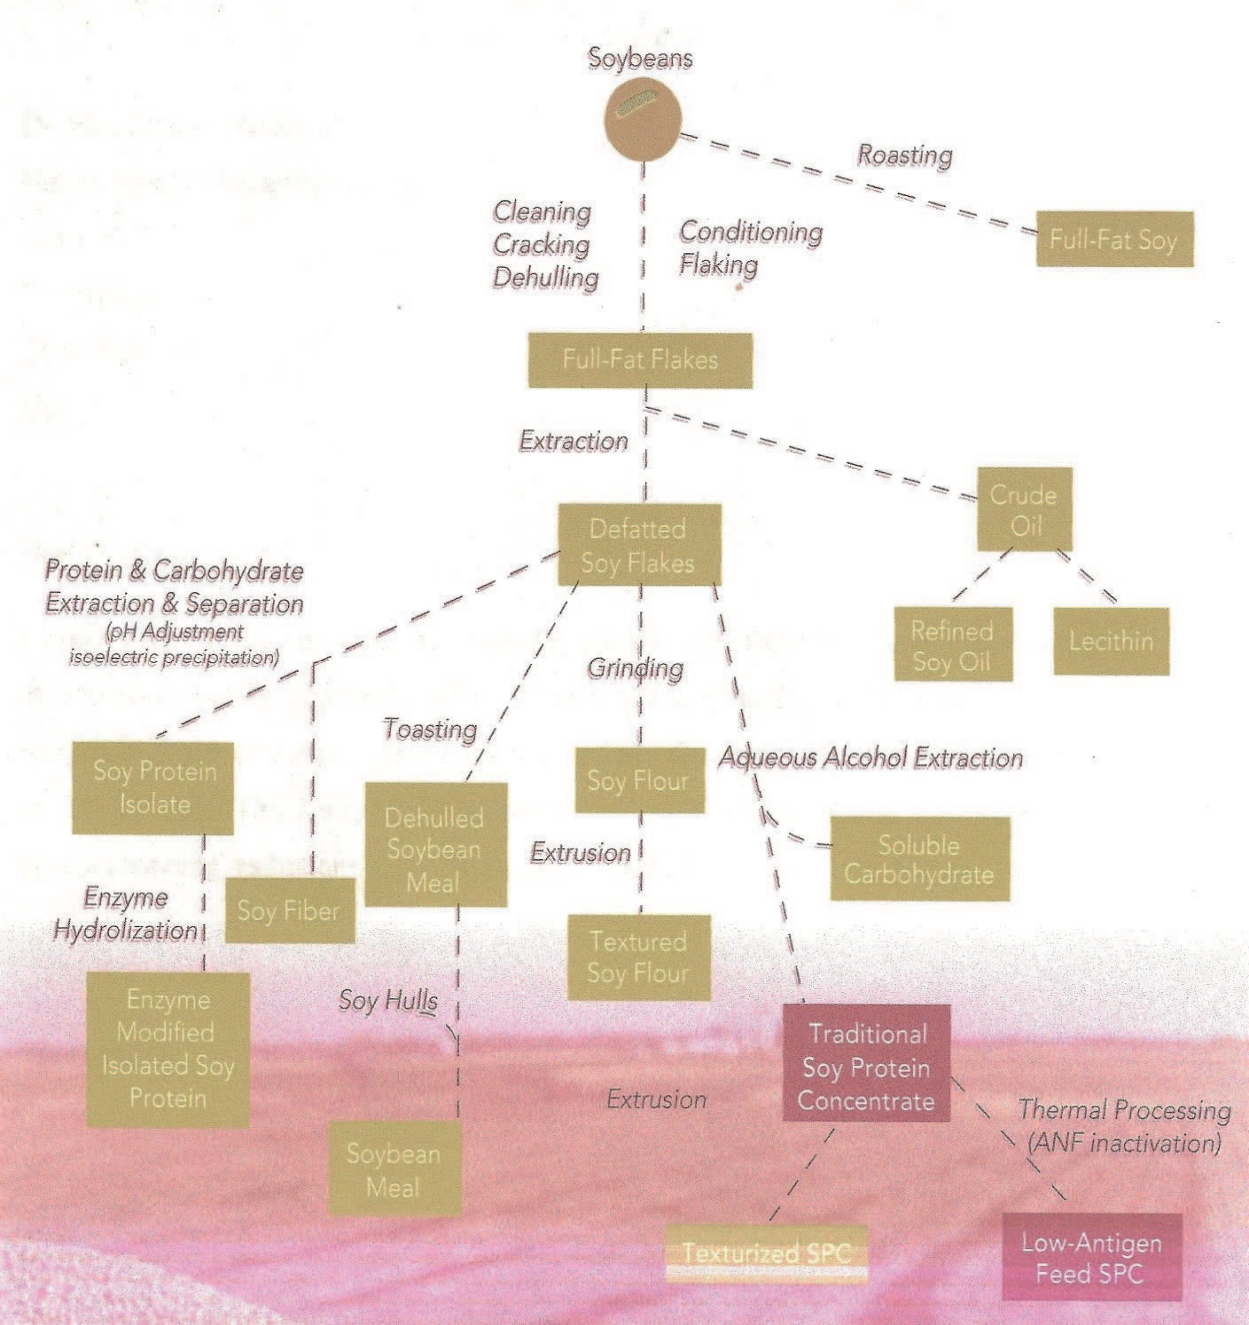 Soybeans
Roasting
Cleaning
Cracking
Dehulling
Conditioning
Flaking
Full-Fat Soy
Full-Fat Flakes
Extraction
Crude
Oil
Defatted
Soy Flakes
Protein & Carbohydrate
Extraction & Separation
(pH Adjustment
isoelectric precipitation)
Refined
Soy Oil
Lecithin
Grinding
Toasting
Aqueous Alcohol Extraction
Soy Protein
Isolate
Soy Flour
Dehulled
Soybean
Meal
Extrusion
Soluble
Carbohydrate
Enzyme
Hydrolization
Soy Fiber
Textured
Soy Flour
Enzyme
Modified
Isolated Soy
Protein
Soy Hulls
Traditional
Soy Protein
Concentrate
Extrusion
Thermal Processing
(ANF inactivation)
Soybean
Meal
Texturized SPC
Low-Antigen
Feed SPC